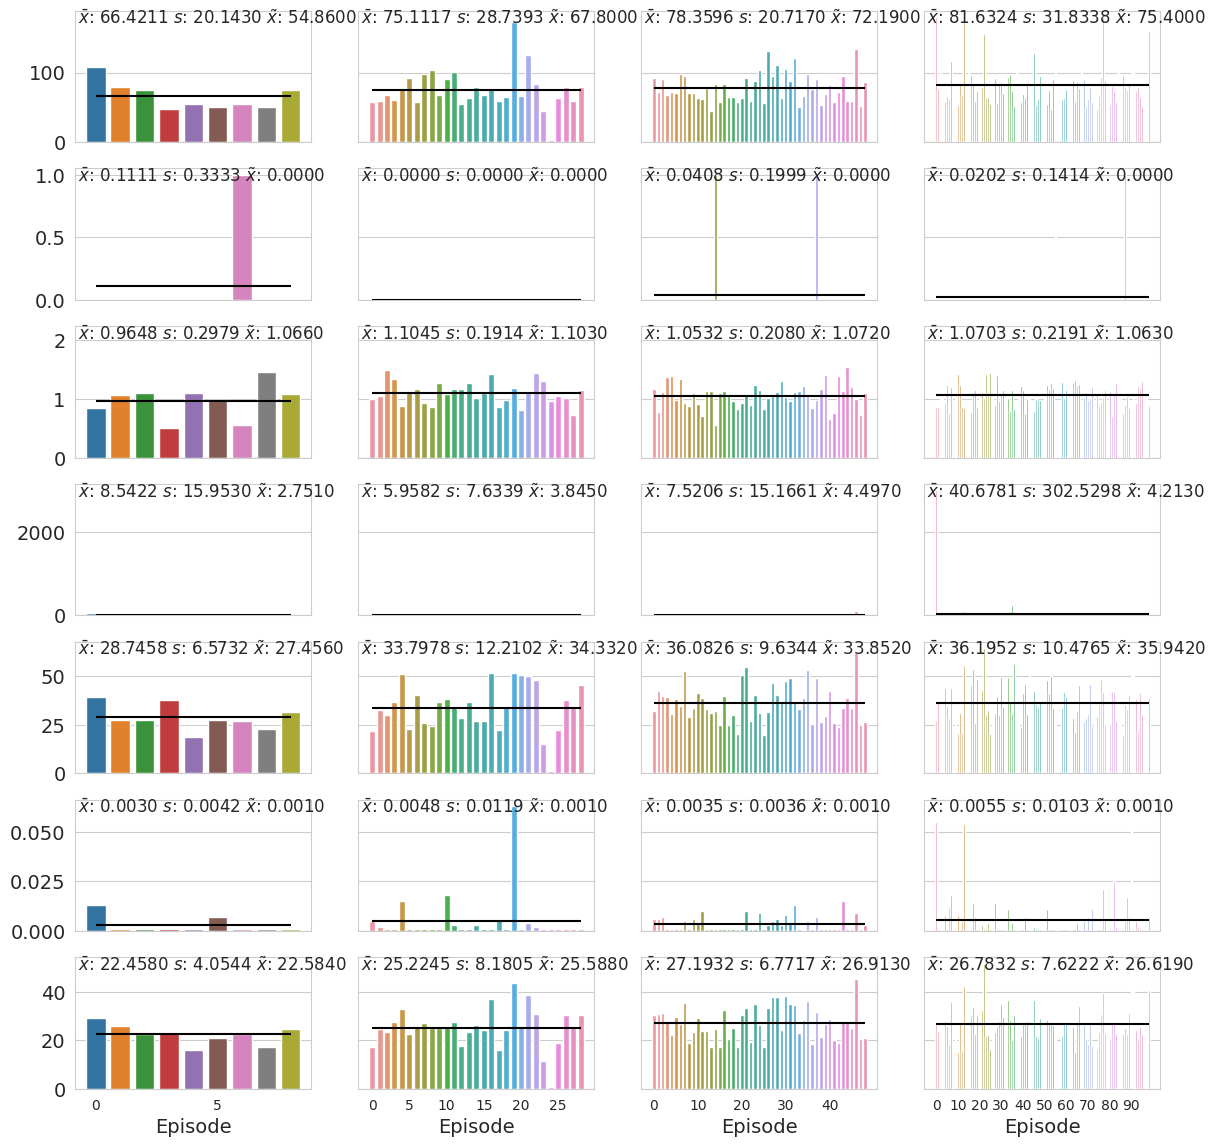 x̄: 66.4211 s: 20.1430 x̃: 54.8600 x̄: 75.1117 s: 28.7393 x̃: 67.8000 x̄: 78.3596 s: 20.7170 x̃: 72.1900 x̄: 81.6324 s: 31.8338 x̃: 75.4000
100
0
x̄: 0.1111 s: 0.3333 x̃: 0.0000 x̄: 0.0000 s: 0.0000 x̃: 0.0000 x̄: 0.0408 s: 0.1999 x̃: 0.0000 x̄: 0.0202 s: 0.1414 x̃: 0.0000
1.0
0.5
0.0
x̄: 0.9648 s: 0.2979 x̃: 1.0660 x̄: 1.1045 s: 0.1914 x̃: 1.1030 x̄: 1.0532 s: 0.2080 x̃: 1.0720 x̄: 1.0703 s: 0.2191 x̃: 1.0630
2
1
0
x̄: 8.5422 s: 15.9530 x̃: 2.7510 x̄: 5.9582 s: 7.6339 x̃: 3.8450 x̄: 7.5206 s: 15.1661 x̃: 4.4970 x̄: 40.6781 s: 302.5298 x̃: 4.2130
2000
0
x̄: 28.7458 s: 6.5732 x̃: 27.4560 x̄: 33.7978 s: 12.2102 x̃: 34.3320 x̄: 36.0826 s: 9.6344 x̃: 33.8520 x̄: 36.1952 s: 10.4765 x̃: 35.9420
50
25
0
x̄: 0.0030 s: 0.0042 x̃: 0.0010 x̄: 0.0048 s: 0.0119 x̃: 0.0010 x̄: 0.0035 s: 0.0036 x̃: 0.0010 x̄: 0.0055 s: 0.0103 x̃: 0.0010
0.050
0.025
0.000
x̄: 22.4580 s: 4.0544 x̃: 22.5840 x̄: 25.2245 s: 8.1805 x̃: 25.5880 x̄: 27.1932 s: 6.7717 x̃: 26.9130 x̄: 26.7832 s: 7.6222 x̃: 26.6190
40
20
0
0 5 0 5 10 15 20 25 0 10 20 30 40 0 10 20 30 40 50 60 70 80 90
Episode Episode Episode Episode